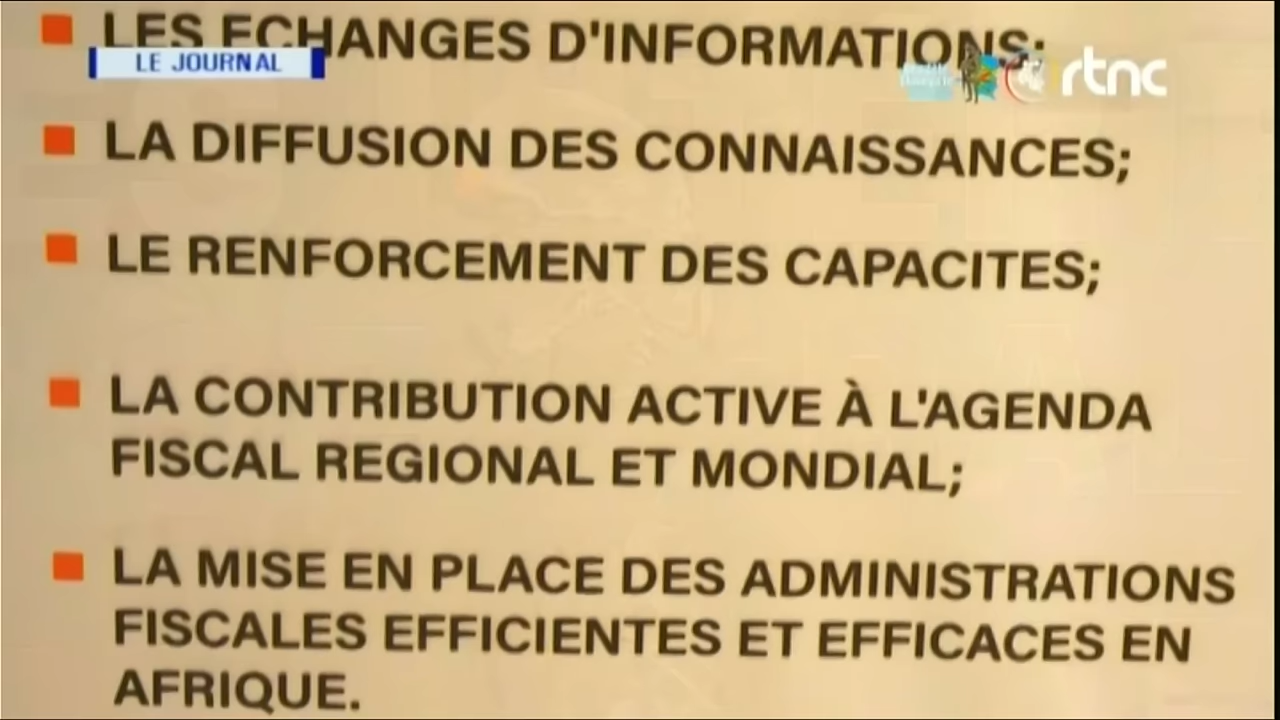 LES ECHANGES D'INFORMATIONS;
LE JOURNAL
rtnc
LA DIFFUSION DES CONNAISSANCES;
LE RENFORCEMENT DES CAPACITES;
LA CONTRIBUTION ACTIVE À L'AGENDA
FISCAL REGIONAL ET MONDIAL;
LA MISE EN PLACE DES ADMINISTRATIONS
FISCALES EFFICIENTES ET EFFICACES EN
AFRIQUE.